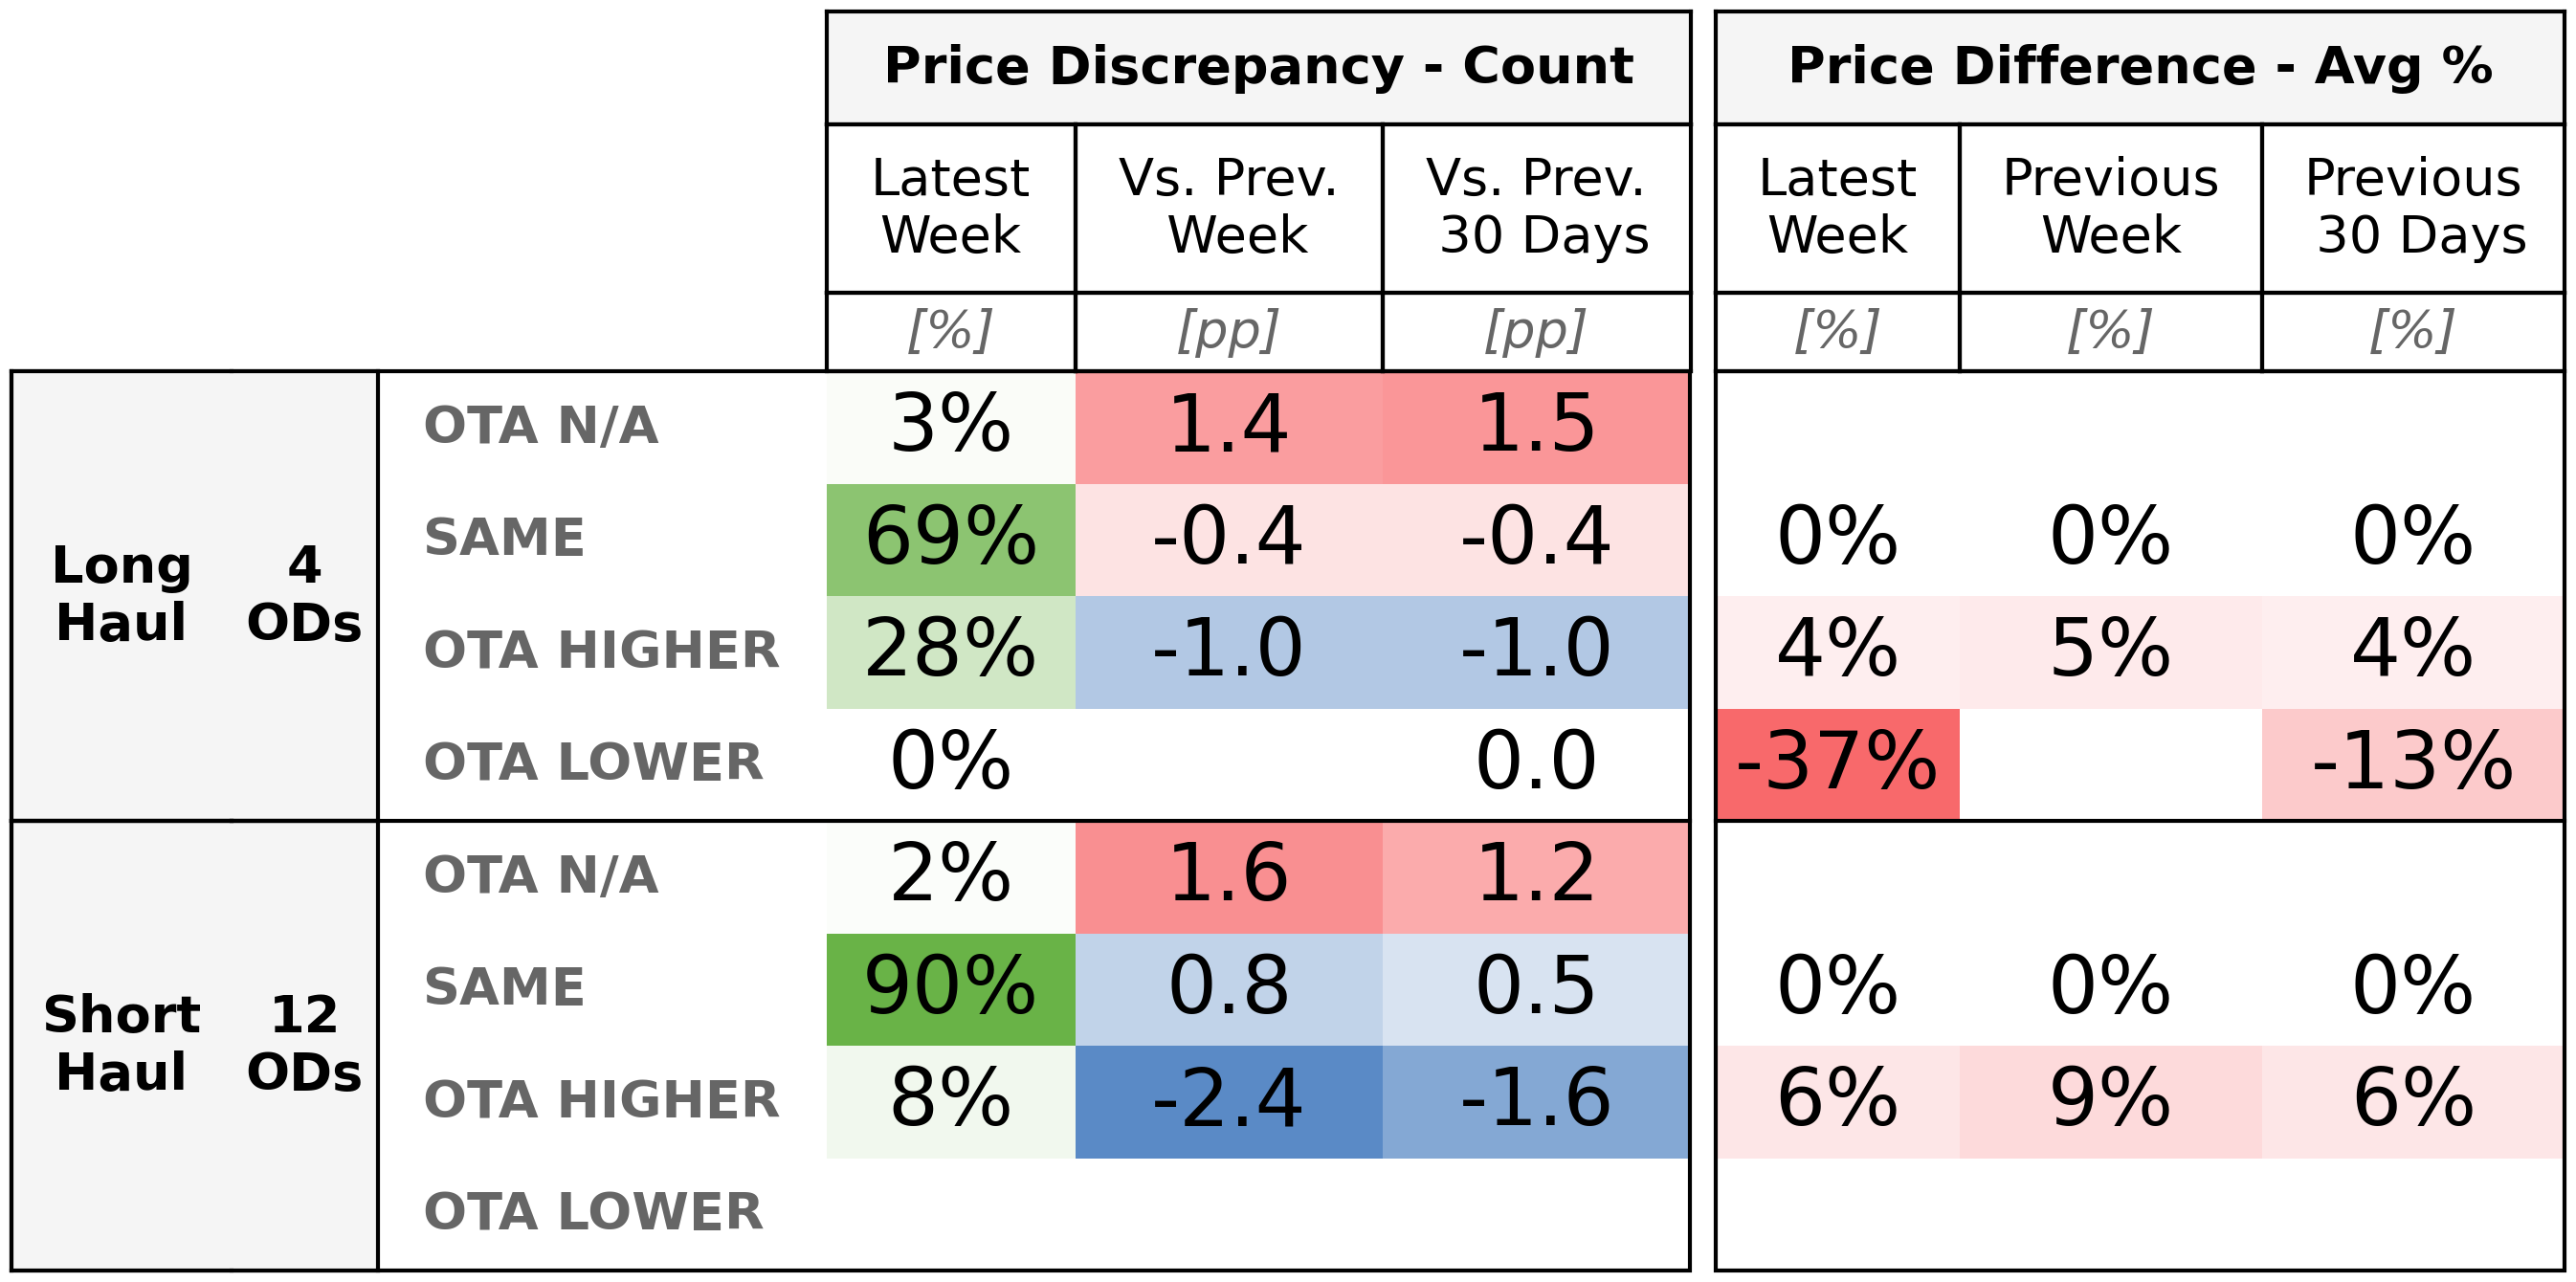 Price Discrepancy - Count Price Difference - Avg %
Latest Week Vs. Prev. Week Vs. Prev. 30 Days Latest Week Previous Week Previous 30 Days
[%] [pp] [pp] [%] [%] [%]
Long Haul 4 ODs
OTA N/A 3% 1.4 1.5
SAME 69% -0.4 -0.4 0% 0% 0%
OTA HIGHER 28% -1.0 -1.0 4% 5% 4%
OTA LOWER 0% 0.0 -37% -13%
Short Haul 12 ODs
OTA N/A 2% 1.6 1.2
SAME 90% 0.8 0.5 0% 0% 0%
OTA HIGHER 8% -2.4 -1.6 6% 9% 6%
OTA LOWER